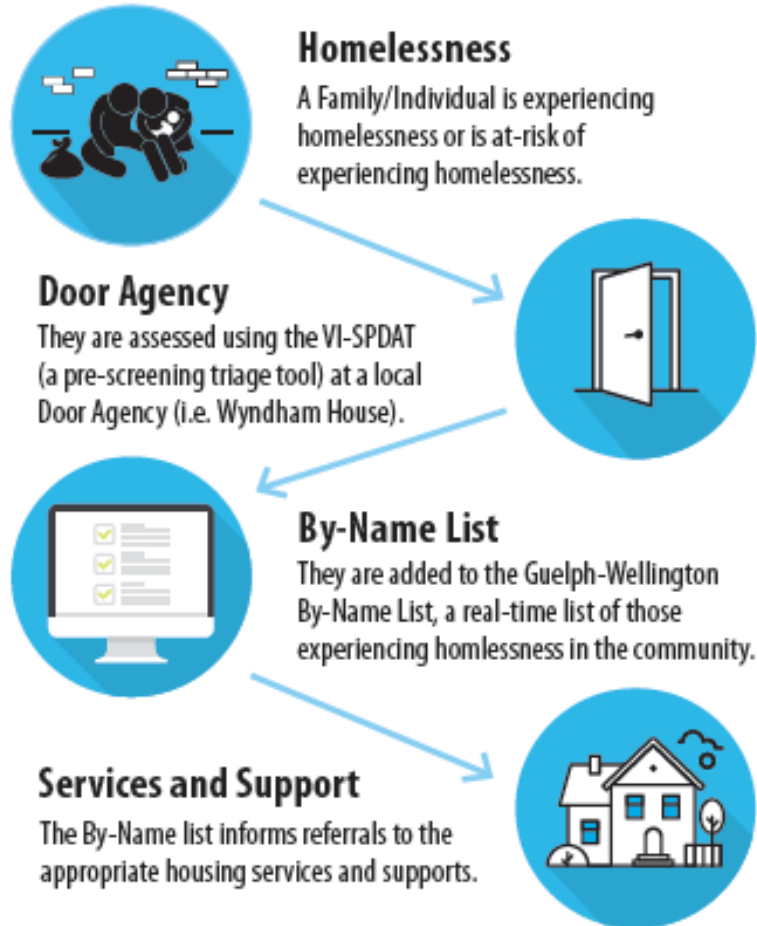 Homelessness
A Family/Individual is experiencing
homelessness or is at-risk of
experiencing homelessness.
Door Agency
They are assessed using the VI-SPDAT
(a pre-screening triage tool) at a local
Door Agency (i.e. Wyndham House).
By-Name List
They are added to the Guelph-Wellington
By-Name List, a real-time list of those
experiencing homlessness in the community.
Services and Support
The By-Name list informs referrals to the
appropriate housing services and supports.